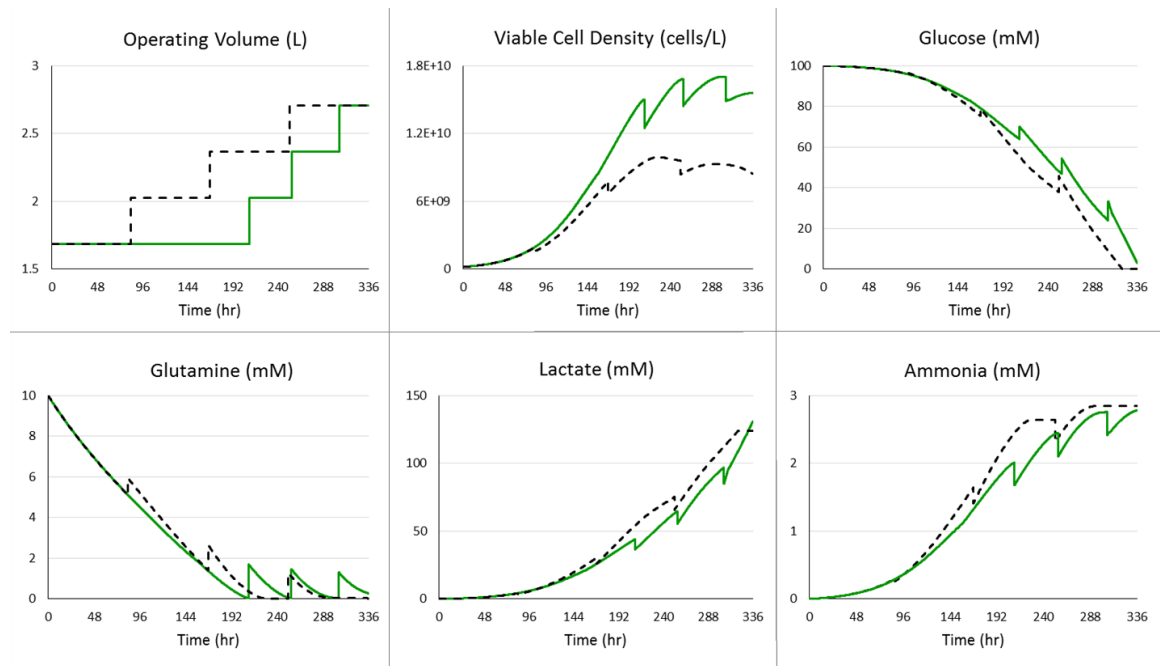 Operating Volume (L)
3
2.5
2
1.5
0 48 96 144 192 240 288 336
Time (hr)
Viable Cell Density (cells/L)
1.8E+10
1.2E+10
6E+09
0
0 48 96 144 192 240 288 336
Time (hr)
Glucose (mM)
100
80
60
40
20
0
0 48 96 144 192 240 288 336
Time (hr)
Glutamine (mM)
10
8
6
4
2
0
0 48 96 144 192 240 288 336
Time (hr)
Lactate (mM)
150
100
50
0
0 48 96 144 192 240 288 336
Time (hr)
Ammonia (mM)
3
2
1
0
0 48 96 144 192 240 288 336
Time (hr)